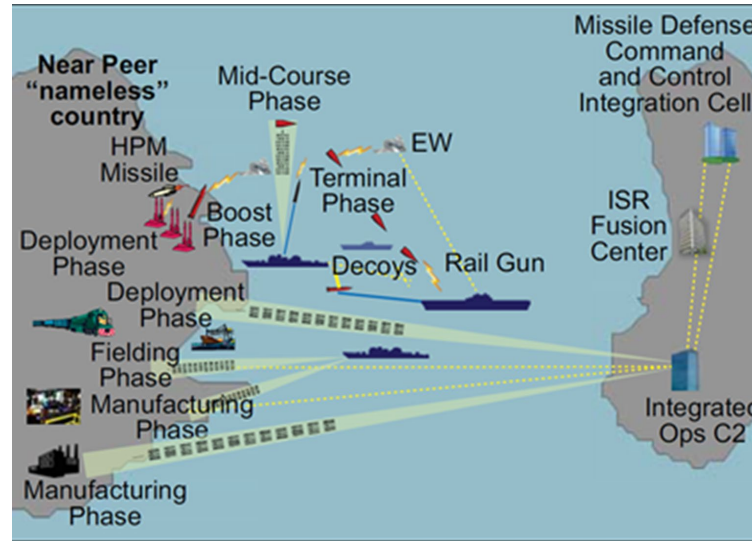 Missile Defense
Command
and Control
Integration Cell
Near Peer
“nameless”
country
Mid-Course
Phase
HPM
Missile
EW
Terminal
Phase
Boost
Phase
ISR
Fusion
Center
Deployment
Phase
Decoys
Rail Gun
Deployment
Phase
Fielding
Phase
Manufacturing
Phase
Integrated
Ops C2
Manufacturing
Phase